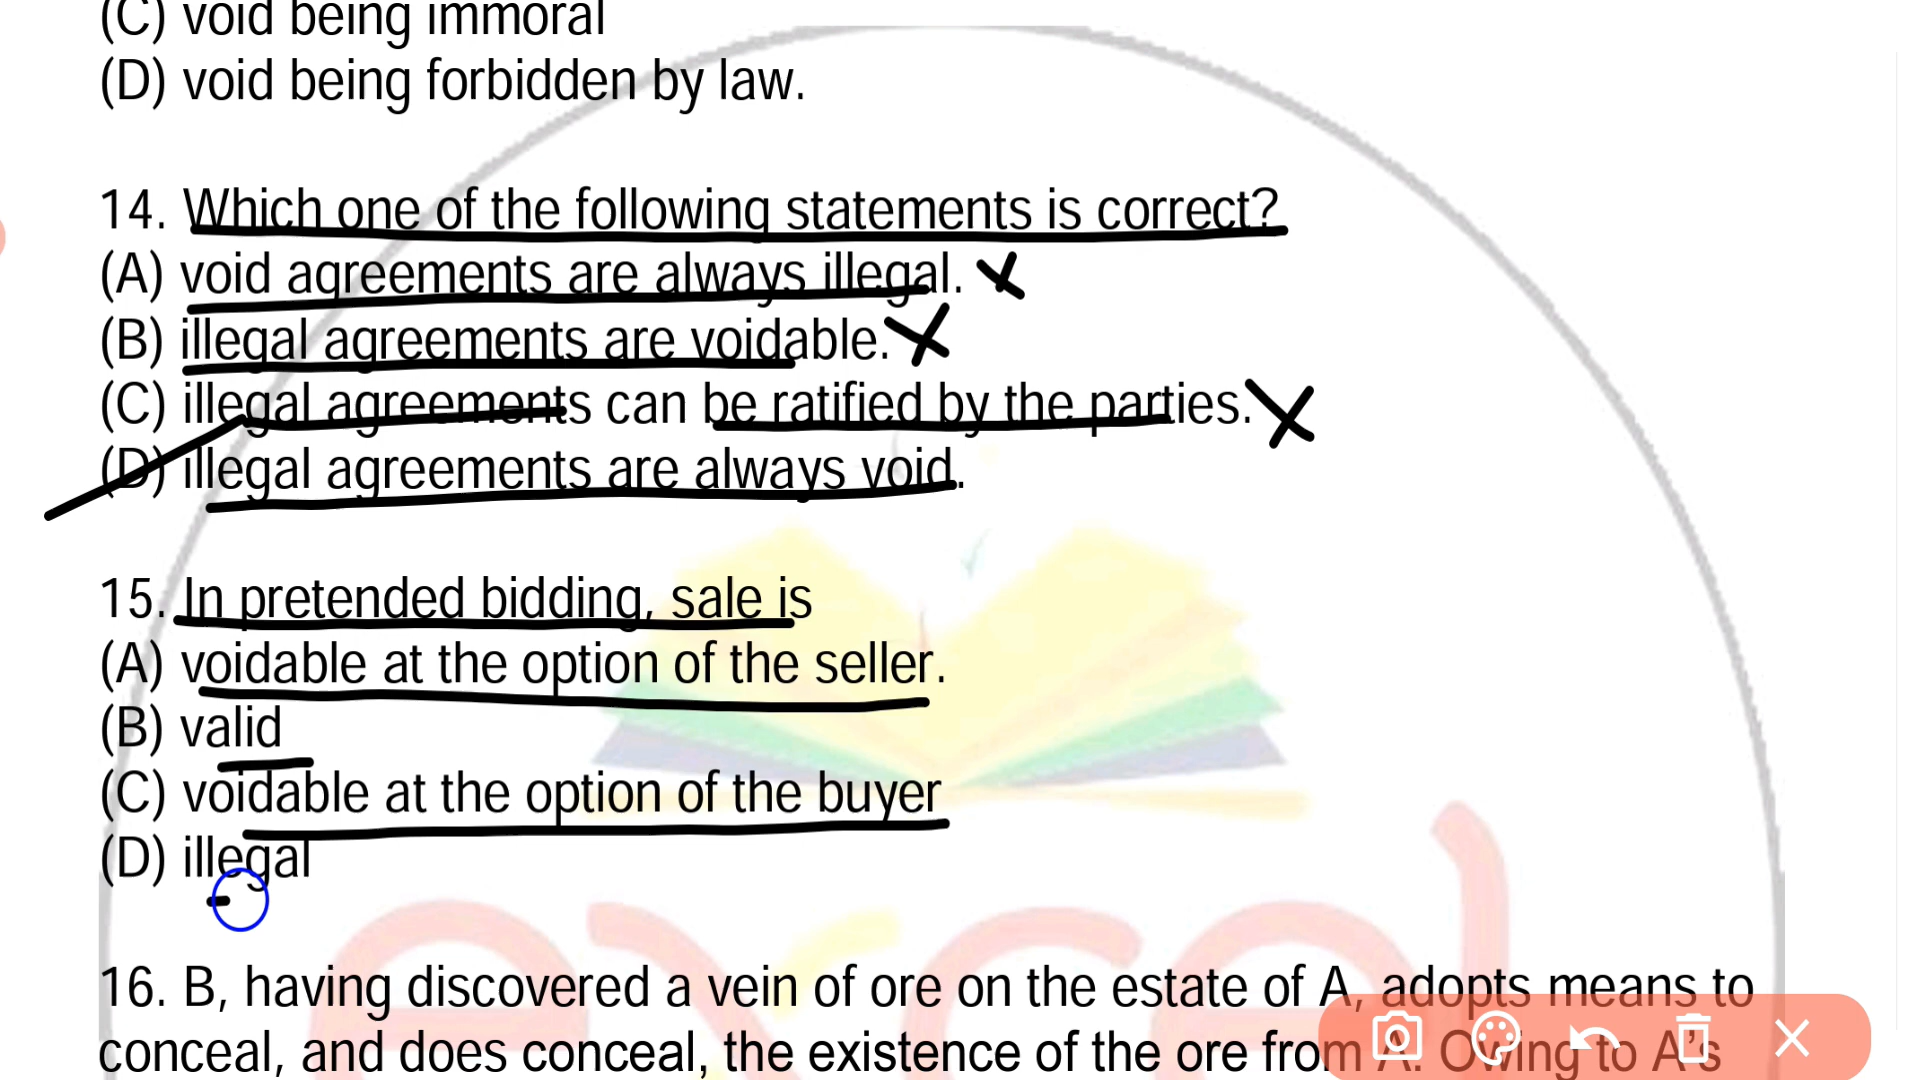 (C) void being immoral
(D) void being forbidden by law.
14. Which one of the following statements is correct?
(A) void agreements are always illegal.
(B) illegal agreements are voidable.
(C) illegal agreements can be ratified by the parties.
(D) illegal agreements are always void.
15. In pretended bidding, sale is
(A) voidable at the option of the seller.
(B) valid
(C) voidable at the option of the buyer
(D) illegal
16. B, having discovered a vein of ore on the estate of A, adopts means to
conceal, and does conceal, the existence of the ore from A. Owing to A's
excel